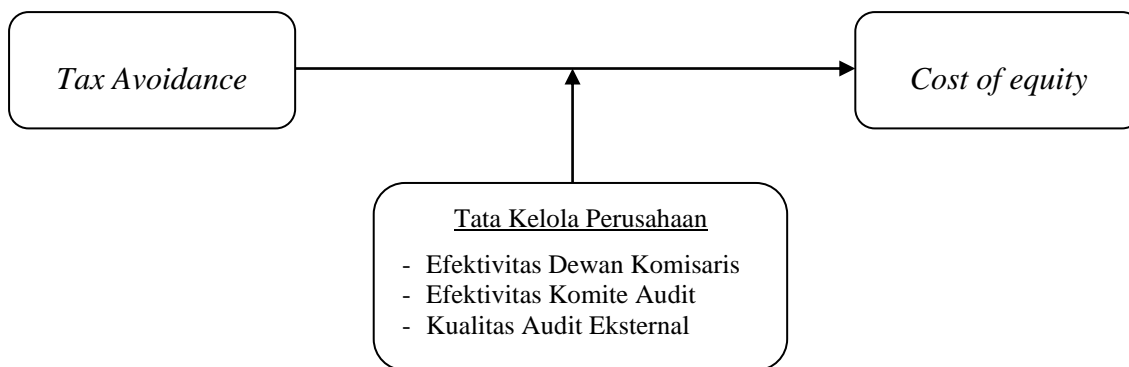 Tax Avoidance
Cost of equity
Tata Kelola Perusahaan
- Efektivitas Dewan Komisaris
- Efektivitas Komite Audit
- Kualitas Audit Eksternal